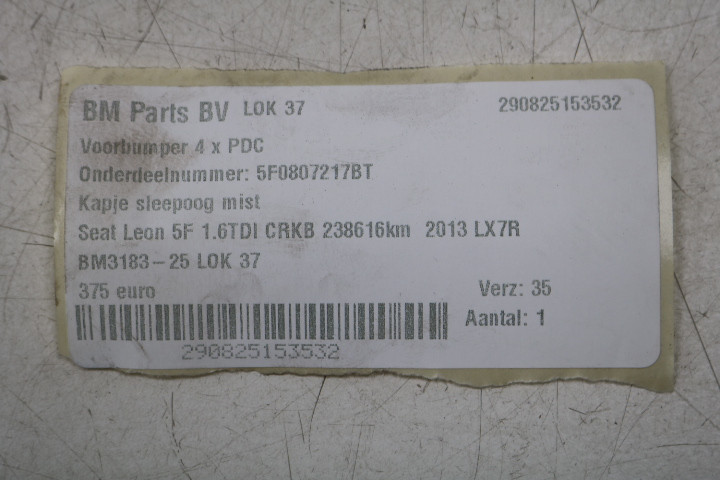 BM Parts BV LOK 37 290825153532
Voorbumper 4 x PDC
Onderdeelnummer: 5F0807217BT
Kapje sleepoog mist
Seat Leon 5F 1.6TDI CRKB 238616km 2013 LX7R
BM3183-25 LOK 37
375 euro Verz: 35
Aantal: 1
290825153532